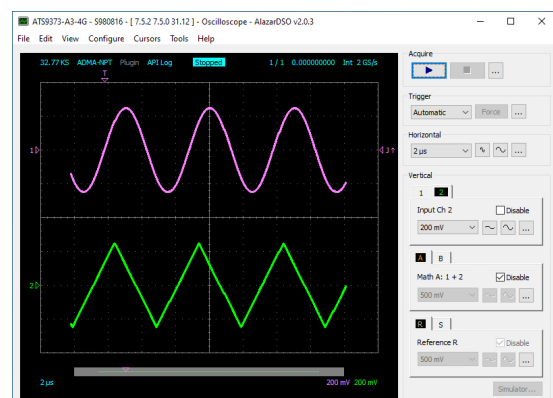 ATS9373-A3-4G - S980816 - [ 7.5.2 7.5.0 31.12 ] - Oscilloscope - AlazarDSO v2.0.3
File Edit View Configure Cursors Tools Help
32.77 KS ADMA-NPT Plugin API Log Stopped 1 / 1 0.000000000 Int 2 GS/s
T
1
J
2
2 µs 200 mV 200 mV
Acquire
...
Trigger
Automatic Force ...
Horizontal
2 µs ...
Vertical
1 2
Input Ch 2 Disable
200 mV ...
A B
Math A: 1 + 2 Disable
500 mV ...
R S
Reference R Disable
500 mV ...
Simulator...